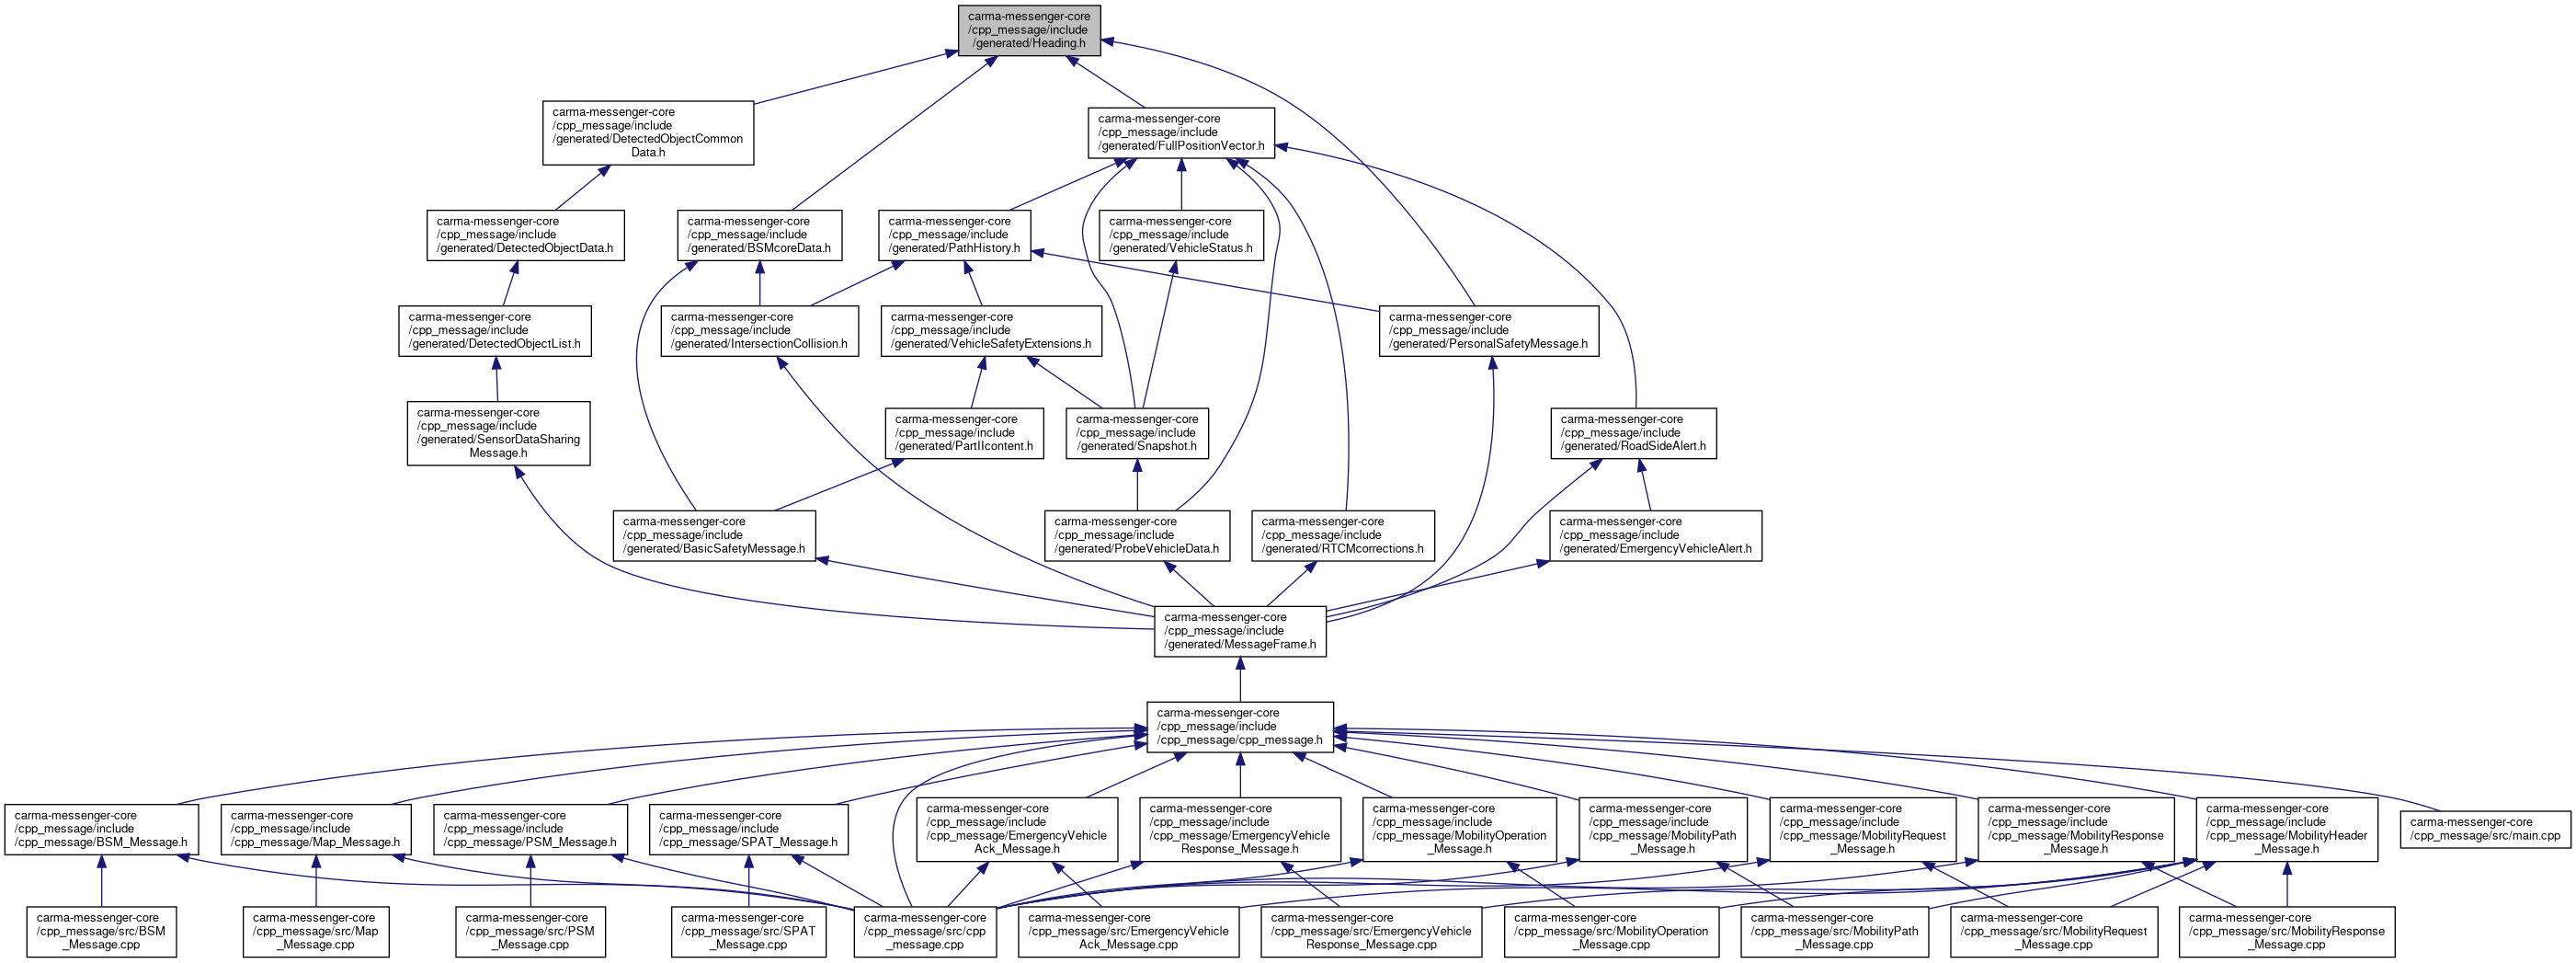 carma-messenger-core
/cpp_message/include
/generated/Heading.h
carma-messenger-core
/cpp_message/include
/generated/DetectedObjectCommon
Data.h
carma-messenger-core
/cpp_message/include
/generated/FullPositionVector.h
carma-messenger-core
/cpp_message/include
/generated/DetectedObjectData.h
carma-messenger-core
/cpp_message/include
/generated/BSMcoreData.h
carma-messenger-core
/cpp_message/include
/generated/PathHistory.h
carma-messenger-core
/cpp_message/include
/generated/VehicleStatus.h
carma-messenger-core
/cpp_message/include
/generated/DetectedObjectList.h
carma-messenger-core
/cpp_message/include
/generated/IntersectionCollision.h
carma-messenger-core
/cpp_message/include
/generated/VehicleSafetyExtensions.h
carma-messenger-core
/cpp_message/include
/generated/PersonalSafetyMessage.h
carma-messenger-core
/cpp_message/include
/generated/SensorDataSharing
Message.h
carma-messenger-core
/cpp_message/include
/generated/PartIIcontent.h
carma-messenger-core
/cpp_message/include
/generated/Snapshot.h
carma-messenger-core
/cpp_message/include
/generated/RoadSideAlert.h
carma-messenger-core
/cpp_message/include
/generated/BasicSafetyMessage.h
carma-messenger-core
/cpp_message/include
/generated/ProbeVehicleData.h
carma-messenger-core
/cpp_message/include
/generated/RTCMcorrections.h
carma-messenger-core
/cpp_message/include
/generated/EmergencyVehicleAlert.h
carma-messenger-core
/cpp_message/include
/generated/MessageFrame.h
carma-messenger-core
/cpp_message/include
/cpp_message/cpp_message.h
carma-messenger-core
/cpp_message/include
/cpp_message/BSM_Message.h
carma-messenger-core
/cpp_message/include
/cpp_message/Map_Message.h
carma-messenger-core
/cpp_message/include
/cpp_message/PSM_Message.h
carma-messenger-core
/cpp_message/include
/cpp_message/SPAT_Message.h
carma-messenger-core
/cpp_message/include
/cpp_message/EmergencyVehicle
Ack_Message.h
carma-messenger-core
/cpp_message/include
/cpp_message/EmergencyVehicle
Response_Message.h
carma-messenger-core
/cpp_message/include
/cpp_message/MobilityOperation
_Message.h
carma-messenger-core
/cpp_message/include
/cpp_message/MobilityPath
_Message.h
carma-messenger-core
/cpp_message/include
/cpp_message/MobilityRequest
_Message.h
carma-messenger-core
/cpp_message/include
/cpp_message/MobilityResponse
_Message.h
carma-messenger-core
/cpp_message/include
/cpp_message/MobilityHeader
_Message.h
carma-messenger-core
/cpp_message/src/main.cpp
carma-messenger-core
/cpp_message/src/BSM
_Message.cpp
carma-messenger-core
/cpp_message/src/Map
_Message.cpp
carma-messenger-core
/cpp_message/src/PSM
_Message.cpp
carma-messenger-core
/cpp_message/src/SPAT
_Message.cpp
carma-messenger-core
/cpp_message/src/cpp
_message.cpp
carma-messenger-core
/cpp_message/src/EmergencyVehicle
Ack_Message.cpp
carma-messenger-core
/cpp_message/src/EmergencyVehicle
Response_Message.cpp
carma-messenger-core
/cpp_message/src/MobilityOperation
_Message.cpp
carma-messenger-core
/cpp_message/src/MobilityPath
_Message.cpp
carma-messenger-core
/cpp_message/src/MobilityRequest
_Message.cpp
carma-messenger-core
/cpp_message/src/MobilityResponse
_Message.cpp